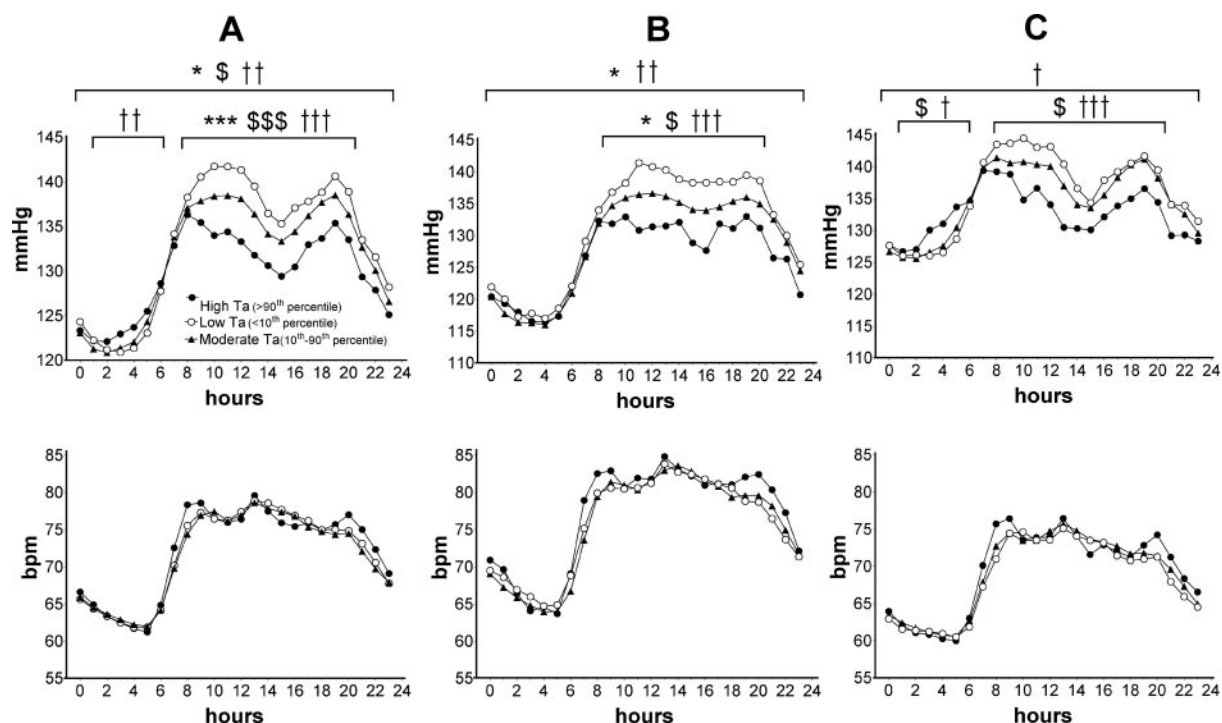 A
B
C
* $ ††
* ††
†
††
*** $$$ †††
* $ †††
$ †
$ †††
mmHg
145
140
135
130
125
120
High Ta (>90th percentile)
Low Ta (<10th percentile)
Moderate Ta (10th-90th percentile)
0 2 4 6 8 10 12 14 16 18 20 22 24
hours
mmHg
145
140
135
130
125
120
115
110
0 2 4 6 8 10 12 14 16 18 20 22 24
hours
mmHg
145
140
135
130
125
120
115
110
0 2 4 6 8 10 12 14 16 18 20 22 24
hours
bpm
85
80
75
70
65
60
55
0 2 4 6 8 10 12 14 16 18 20 22 24
hours
bpm
85
80
75
70
65
60
55
0 2 4 6 8 10 12 14 16 18 20 22 24
hours
bpm
85
80
75
70
65
60
55
0 2 4 6 8 10 12 14 16 18 20 22 24
hours